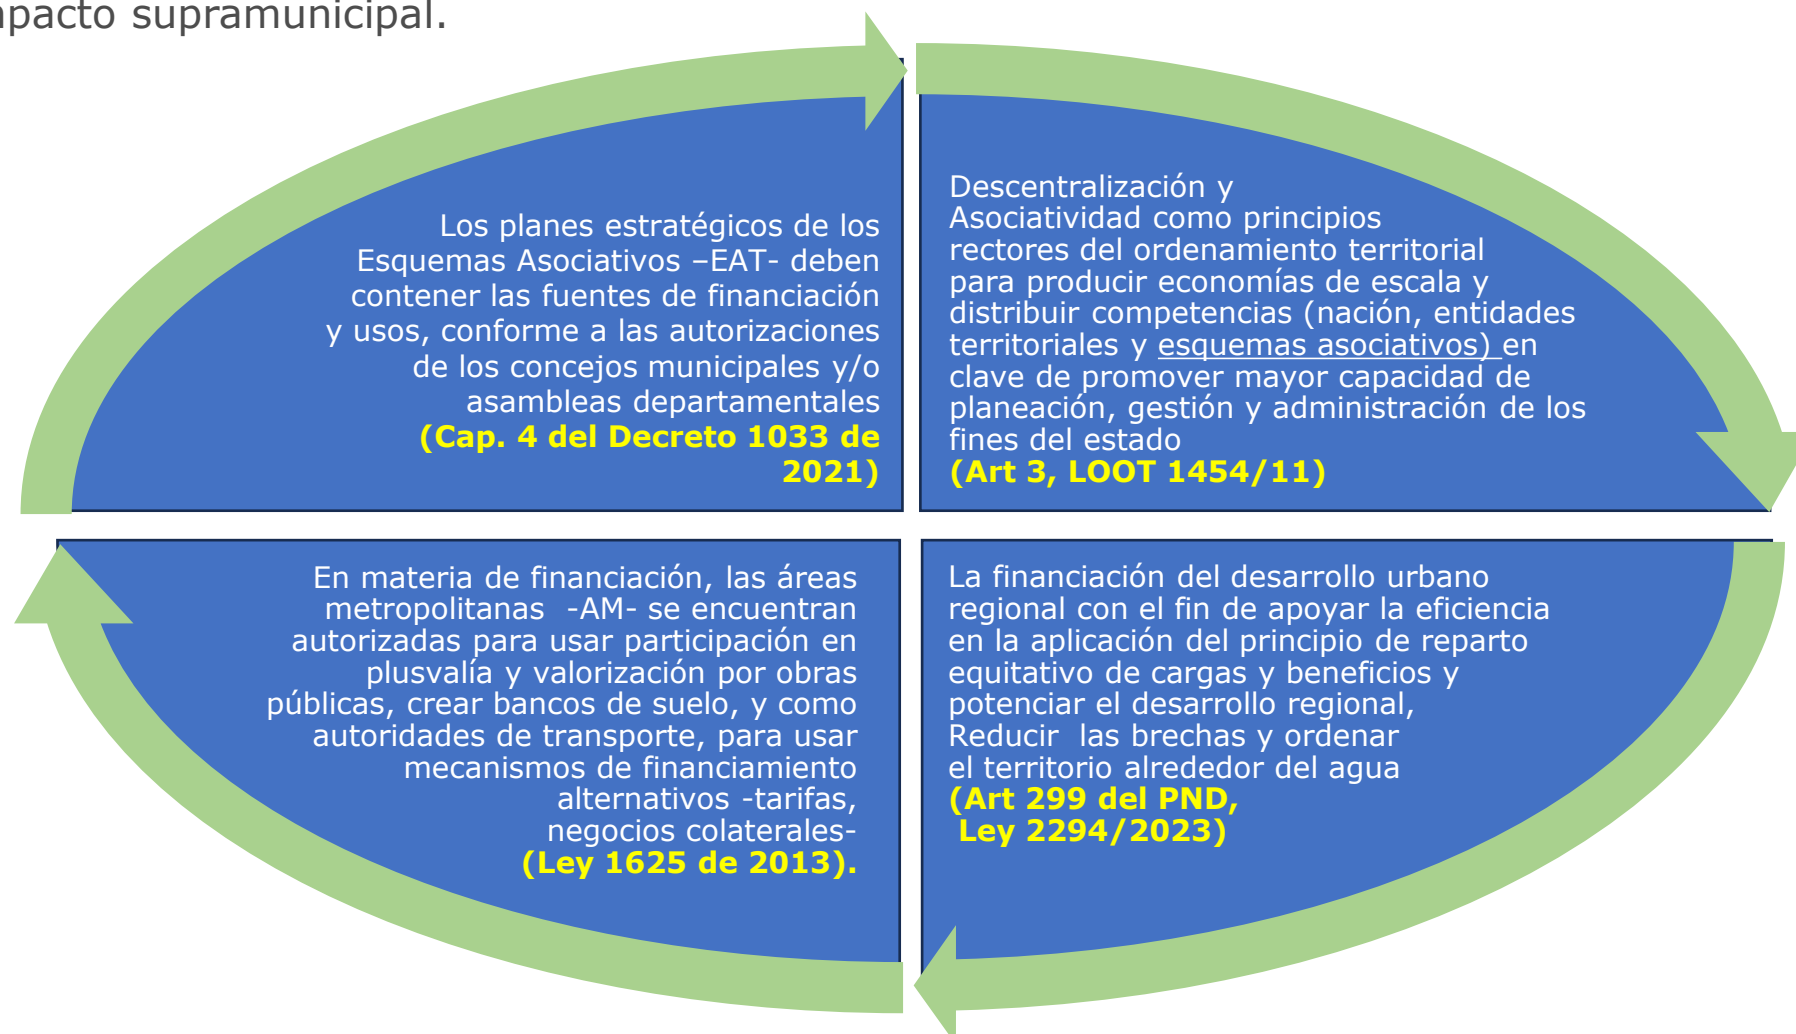 mpacto supramunicipal.
Los planes estratégicos de los
Esquemas Asociativos –EAT- deben
contener las fuentes de financiación
y usos, conforme a las autorizaciones
de los concejos municipales y/o
asambleas departamentales
(Cap. 4 del Decreto 1033 de
2021)
Descentralización y
Asociatividad como principios
rectores del ordenamiento territorial
para producir economías de escala y
distribuir competencias (nación, entidades
territoriales y esquemas asociativos) en
clave de promover mayor capacidad de
planeación, gestión y administración de los
fines del estado
(Art 3, LOOT 1454/11)
En materia de financiación, las áreas
metropolitanas -AM- se encuentran
autorizadas para usar participación en
plusvalía y valorización por obras
públicas, crear bancos de suelo, y como
autoridades de transporte, para usar
mecanismos de financiamiento
alternativos -tarifas,
negocios colaterales-
(Ley 1625 de 2013).
La financiación del desarrollo urbano
regional con el fin de apoyar la eficiencia
en la aplicación del principio de reparto
equitativo de cargas y beneficios y
potenciar el desarrollo regional,
Reducir las brechas y ordenar
el territorio alrededor del agua
(Art 299 del PND,
Ley 2294/2023)